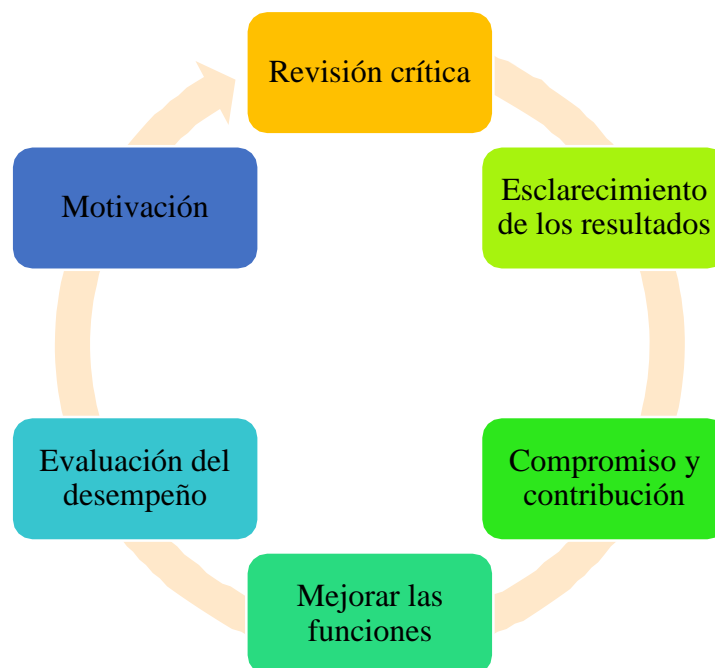 Revisión crítica
Esclarecimiento
de los resultados
Compromiso y
contribución
Mejorar las
funciones
Evaluación del
desempeño
Motivación